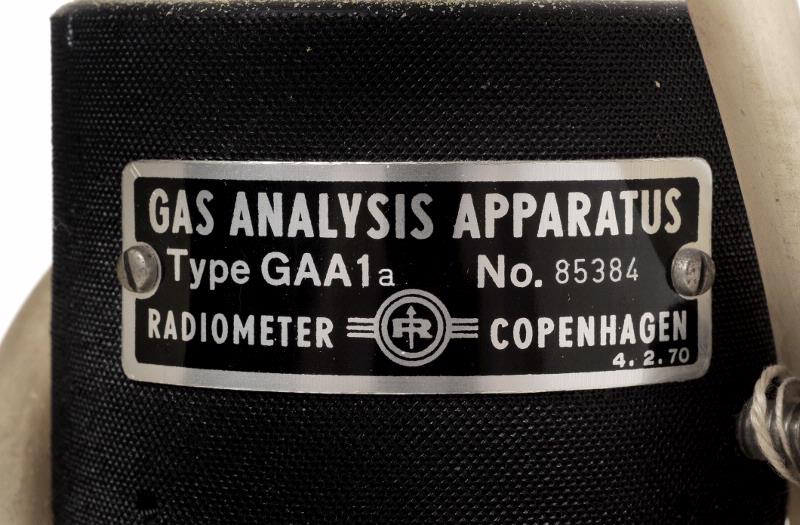 GAS ANALYSIS APPARATUS
Type GAA1a No. 85384
RADIOMETER R COPENHAGEN
4.2.70